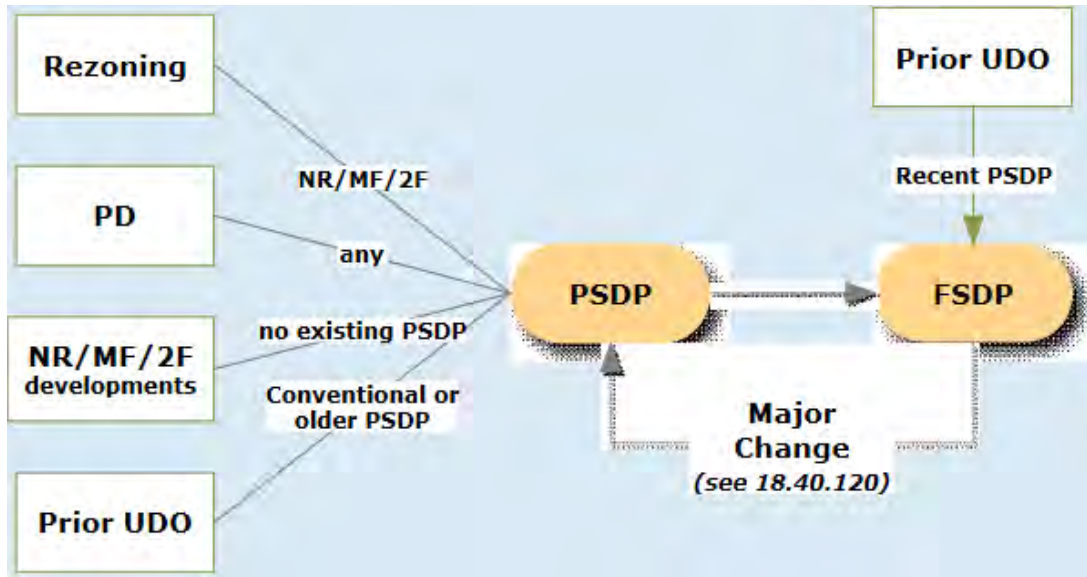 Rezoning
Prior UDO
NR/MF/2F
Recent PSDP
PD
any
PSDP
FSDP
no existing PSDP
NR/MF/2F
developments
Conventional or
older PSDP
Major
Change
(see 18.40.120)
Prior UDO